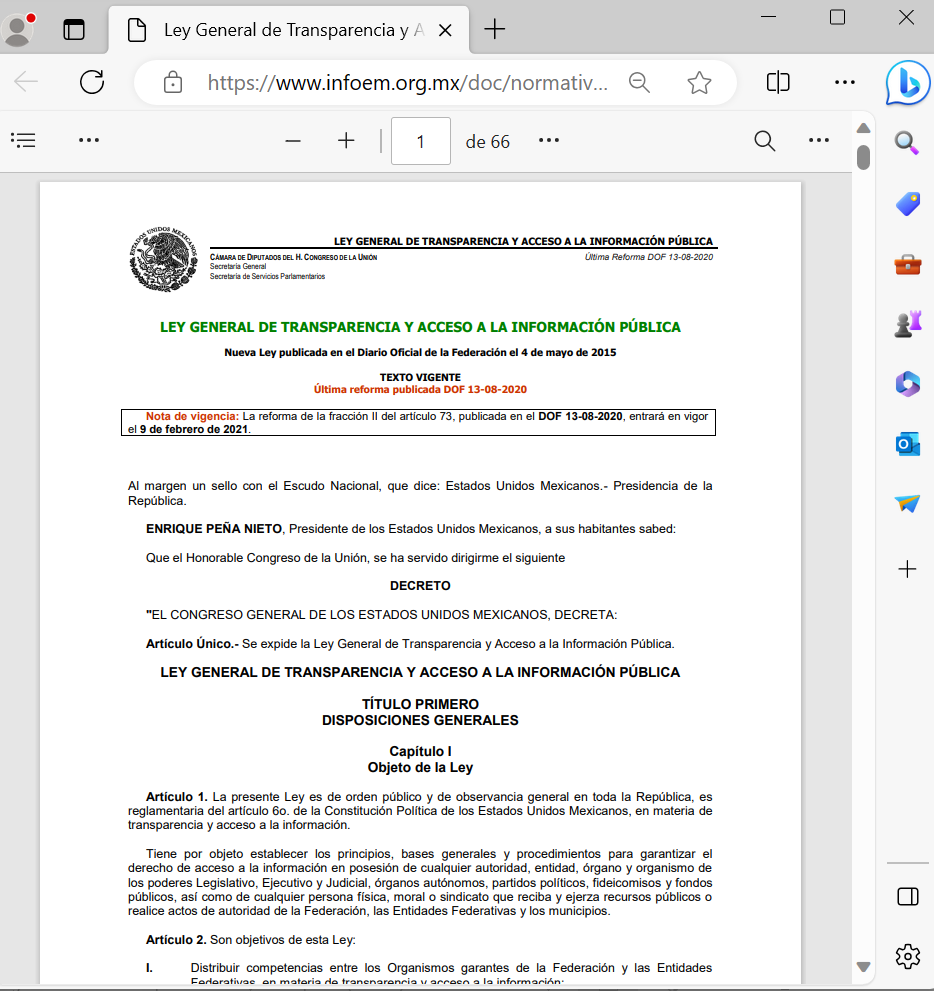 Ley General de Transparencia y A
https://www.infoem.org.mx/doc/normativ...
1 de 66
ESTADOS UNIDOS MEXICANOS
LEY GENERAL DE TRANSPARENCIA Y ACCESO A LA INFORMACIÓN PÚBLICA
CÁMARA DE DIPUTADOS DEL H. CONGRESO DE LA UNIÓN
Última Reforma DOF 13-08-2020
Secretaría General
Secretaría de Servicios Parlamentarios
LEY GENERAL DE TRANSPARENCIA Y ACCESO A LA INFORMACIÓN PÚBLICA
Nueva Ley publicada en el Diario Oficial de la Federación el 4 de mayo de 2015
TEXTO VIGENTE
Última reforma publicada DOF 13-08-2020
Nota de vigencia: La reforma de la fracción II del artículo 73, publicada en el DOF 13-08-2020, entrará en vigor
el 9 de febrero de 2021.
Al margen un sello con el Escudo Nacional, que dice: Estados Unidos Mexicanos.- Presidencia de la
República.
ENRIQUE PEÑA NIETO, Presidente de los Estados Unidos Mexicanos, a sus habitantes sabed:
Que el Honorable Congreso de la Unión, se ha servido dirigirme el siguiente
DECRETO
"EL CONGRESO GENERAL DE LOS ESTADOS UNIDOS MEXICANOS, DECRETA:
Artículo Único.- Se expide la Ley General de Transparencia y Acceso a la Información Pública.
LEY GENERAL DE TRANSPARENCIA Y ACCESO A LA INFORMACIÓN PÚBLICA
TÍTULO PRIMERO
DISPOSICIONES GENERALES
Capítulo I
Objeto de la Ley
Artículo 1. La presente Ley es de orden público y de observancia general en toda la República, es
reglamentaria del artículo 6o. de la Constitución Política de los Estados Unidos Mexicanos, en materia de
transparencia y acceso a la información.
Tiene por objeto establecer los principios, bases generales y procedimientos para garantizar el
derecho de acceso a la información en posesión de cualquier autoridad, entidad, órgano y organismo de
los poderes Legislativo, Ejecutivo y Judicial, órganos autónomos, partidos políticos, fideicomisos y fondos
públicos, así como de cualquier persona física, moral o sindicato que reciba y ejerza recursos públicos o
realice actos de autoridad de la Federación, las Entidades Federativas y los municipios.
Artículo 2. Son objetivos de esta Ley:
I. Distribuir competencias entre los Organismos garantes de la Federación y las Entidades
Federativas, en materia de transparencia y acceso a la información;